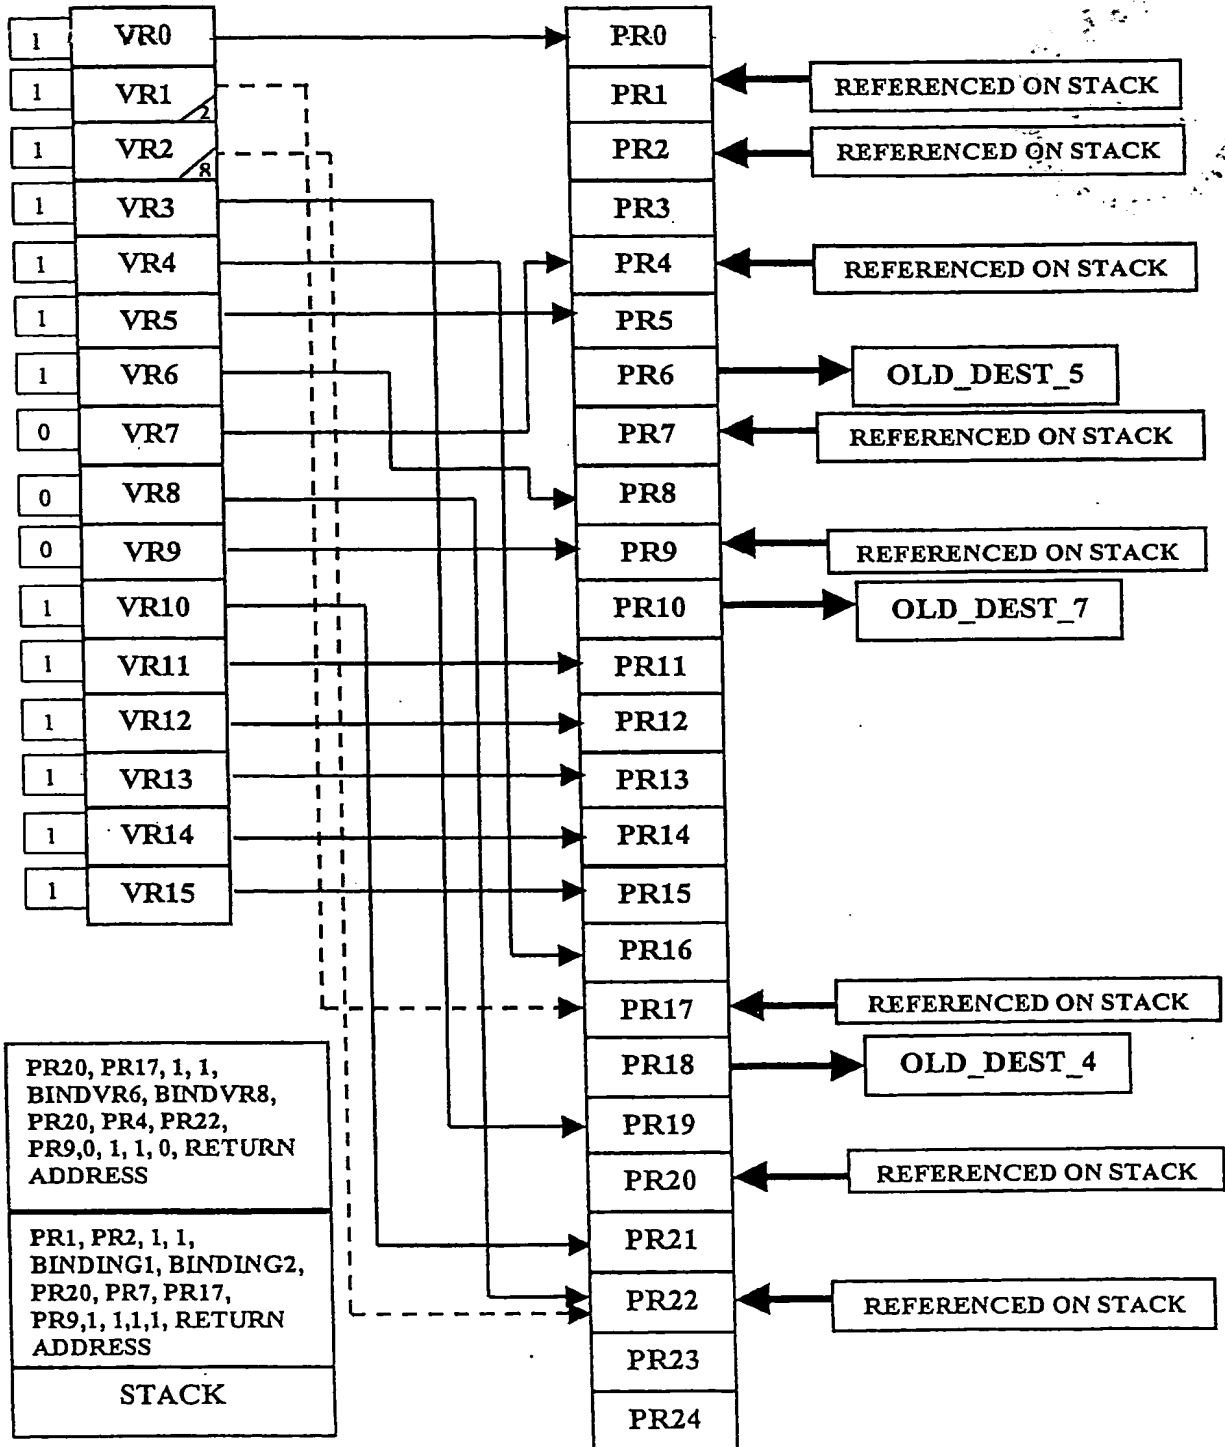 1 VR0 PR0
1 VR1 2 PR1 REFERENCED ON STACK
1 VR2 8 PR2 REFERENCED ON STACK
1 VR3 PR3
1 VR4 PR4 REFERENCED ON STACK
1 VR5 PR5
1 VR6 PR6 OLD_DEST_5
0 VR7 PR7 REFERENCED ON STACK
0 VR8 PR8
0 VR9 PR9 REFERENCED ON STACK
1 VR10 PR10 OLD_DEST_7
1 VR11 PR11
1 VR12 PR12
1 VR13 PR13
1 VR14 PR14
1 VR15 PR15
PR16
PR17 REFERENCED ON STACK
PR18 OLD_DEST_4
PR19
PR20 REFERENCED ON STACK
PR21
PR22 REFERENCED ON STACK
PR23
PR24
PR20, PR17, 1, 1,
BINDVR6, BINDVR8,
PR20, PR4, PR22,
PR9,0, 1, 1, 0, RETURN
ADDRESS
PR1, PR2, 1, 1,
BINDING1, BINDING2,
PR20, PR7, PR17,
PR9,1, 1,1,1, RETURN
ADDRESS
STACK